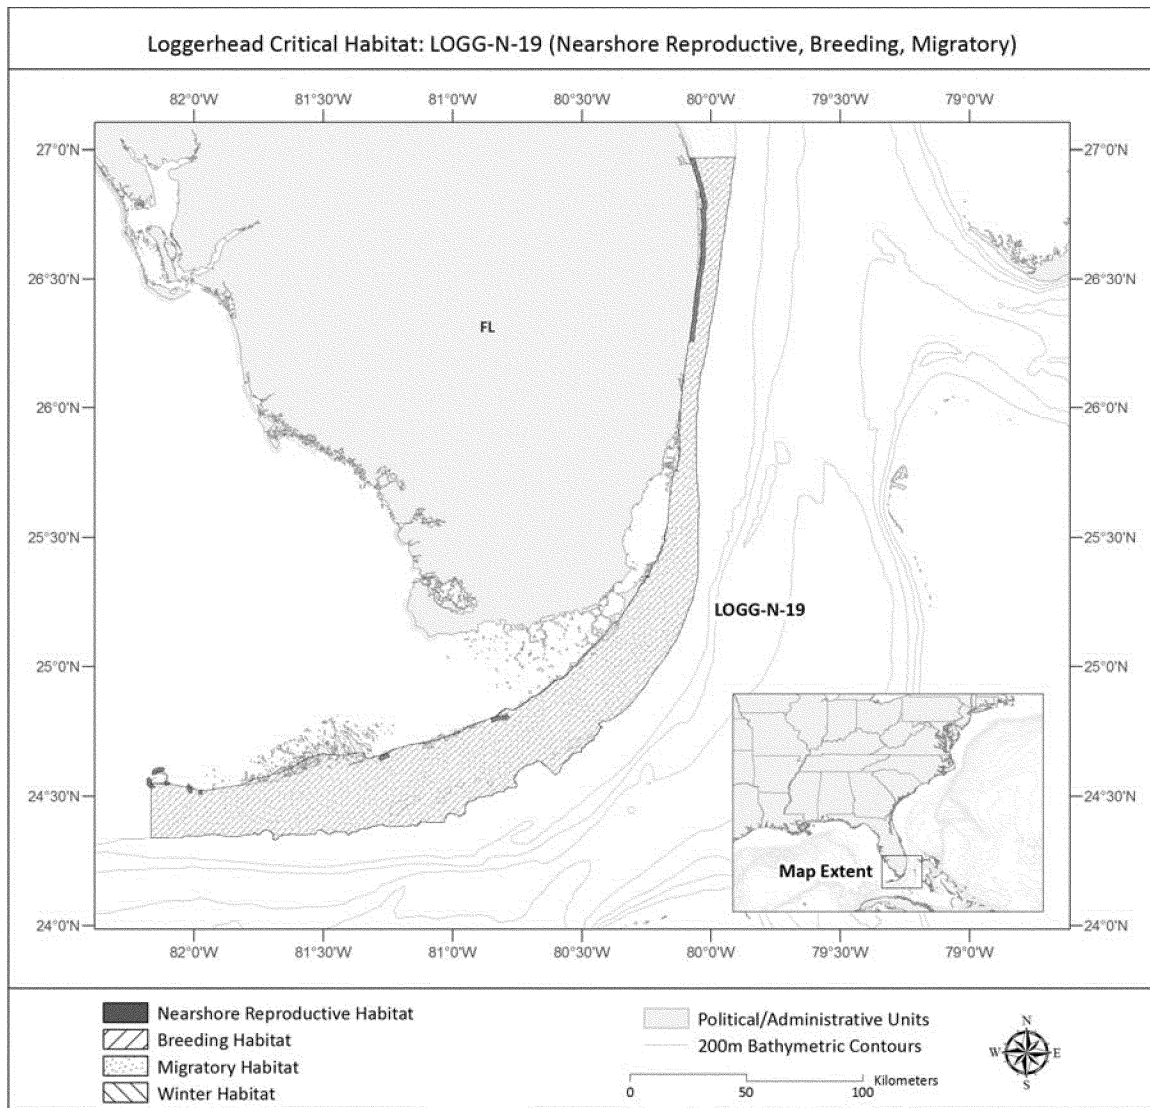 Loggerhead Critical Habitat: LOGG-N-19 (Nearshore Reproductive, Breeding, Migratory)
82°0'W 81°30'W 81°0'W 80°30'W 80°0'W 79°30'W 79°0'W
27°0'N 27°0'N
26°30'N 26°30'N
FL
26°0'N 26°0'N
25°30'N 25°30'N
LOGG-N-19
25°0'N 25°0'N
24°30'N 24°30'N
Map Extent
24°0'N 24°0'N
82°0'W 81°30'W 81°0'W 80°30'W 80°0'W 79°30'W 79°0'W
Nearshore Reproductive Habitat
Breeding Habitat
Migratory Habitat
Winter Habitat
Political/Administrative Units
200m Bathymetric Contours
Kilometers
0 50 100
N
W E
S